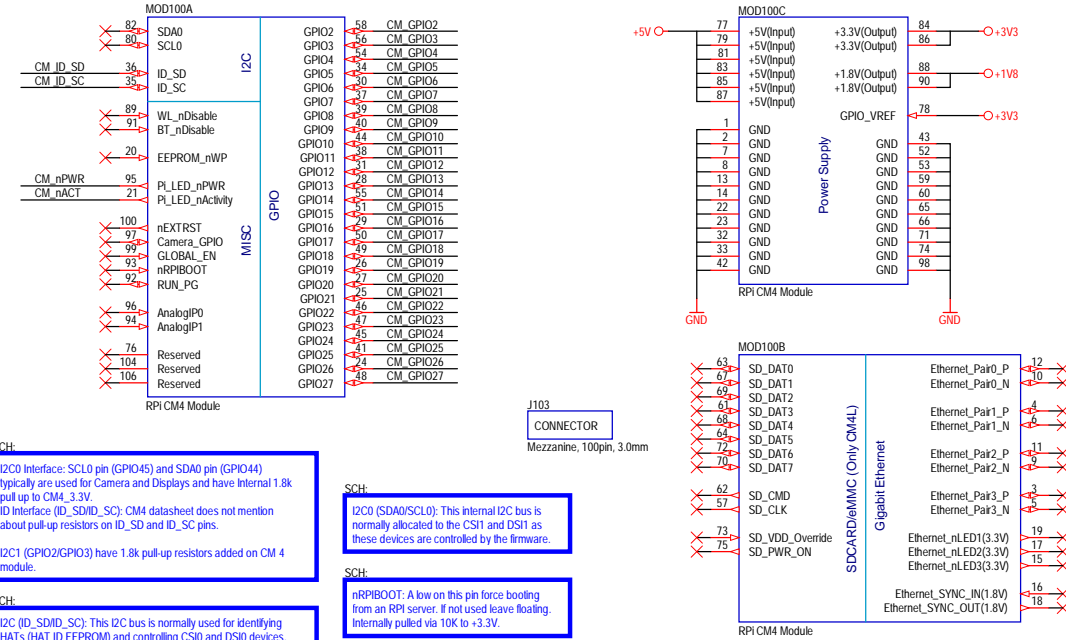 MOD100A
82 SDA0
80 SCL0
CM_ID_SD 36 ID_SD
CM_ID_SC 35 ID_SC
I2C
89 WL_nDisable
91 BT_nDisable
20 EEPROM_nWP
CM_nPWR 95 Pi_LED_nPWR
CM_nACT 21 Pi_LED_nActivity
100 nEXTRST
97 Camera_GPIO
99 GLOBAL_EN
93 nRPIBOOT
92 RUN_PG
96 AnalogIP0
94 AnalogIP1
76 Reserved
104 Reserved
106 Reserved
MISC
GPIO
GPIO2 58 CM_GPIO2
GPIO3 56 CM_GPIO3
GPIO4 54 CM_GPIO4
GPIO5 34 CM_GPIO5
GPIO6 30 CM_GPIO6
GPIO7 37 CM_GPIO7
GPIO8 39 CM_GPIO8
GPIO9 40 CM_GPIO9
GPIO10 44 CM_GPIO10
GPIO11 38 CM_GPIO11
GPIO12 31 CM_GPIO12
GPIO13 28 CM_GPIO13
GPIO14 55 CM_GPIO14
GPIO15 51 CM_GPIO15
GPIO16 29 CM_GPIO16
GPIO17 50 CM_GPIO17
GPIO18 49 CM_GPIO18
GPIO19 26 CM_GPIO19
GPIO20 27 CM_GPIO20
GPIO21 25 CM_GPIO21
GPIO22 46 CM_GPIO22
GPIO23 47 CM_GPIO23
GPIO24 45 CM_GPIO24
GPIO25 41 CM_GPIO25
GPIO26 24 CM_GPIO26
GPIO27 48 CM_GPIO27
RPi CM4 Module
MOD100C
+5V
77 +5V(Input)
79 +5V(Input)
81 +5V(Input)
83 +5V(Input)
85 +5V(Input)
87 +5V(Input)
+3.3V(Output) 84 +3V3
+3.3V(Output) 86
+1.8V(Output) 88 +1V8
+1.8V(Output) 90
GPIO_VREF 78 +3V3
1 GND
2 GND
7 GND
8 GND
13 GND
14 GND
22 GND
23 GND
32 GND
33 GND
42 GND
Power Supply
GND 43
GND 52
GND 53
GND 59
GND 60
GND 65
GND 66
GND 71
GND 74
GND 98
RPi CM4 Module
GND
GND
MOD100B
63 SD_DAT0
67 SD_DAT1
69 SD_DAT2
61 SD_DAT3
68 SD_DAT4
64 SD_DAT5
72 SD_DAT6
70 SD_DAT7
62 SD_CMD
57 SD_CLK
73 SD_VDD_Override
75 SD_PWR_ON
SDCARD/eMMC (Only CM4L)
Gigabit Ethernet
Ethernet_Pair0_P 12
Ethernet_Pair0_N 10
Ethernet_Pair1_P 4
Ethernet_Pair1_N 6
Ethernet_Pair2_P 11
Ethernet_Pair2_N 9
Ethernet_Pair3_P 3
Ethernet_Pair3_N 5
Ethernet_nLED1(3.3V) 19
Ethernet_nLED2(3.3V) 17
Ethernet_nLED3(3.3V) 15
Ethernet_SYNC_IN(1.8V) 16
Ethernet_SYNC_OUT(1.8V) 18
RPi CM4 Module
J103
CONNECTOR
Mezzanine, 100pin, 3.0mm
CH:
I2C0 Interface: SCL0 pin (GPIO45) and SDA0 pin (GPIO44)
typically are used for Camera and Displays and have Internal 1.8k
pull up to CM4_3.3V.
ID Interface (ID_SD/ID_SC): CM4 datasheet does not mention
about pull-up resistors on ID_SD and ID_SC pins.
I2C1 (GPIO2/GPIO3) have 1.8k pull-up resistors added on CM 4
module.
CH:
I2C (ID_SD/ID_SC): This I2C bus is normally used for identifying
HATs (HAT ID EEPROM) and controlling CSI0 and DSI0 devices.
SCH:
I2C0 (SDA0/SCL0): This internal I2C bus is
normally allocated to the CSI1 and DSI1 as
these devices are controlled by the firmware.
SCH:
nRPIBOOT: A low on this pin force booting
from an RPI server. If not used leave floating.
Internally pulled via 10K to +3.3V.